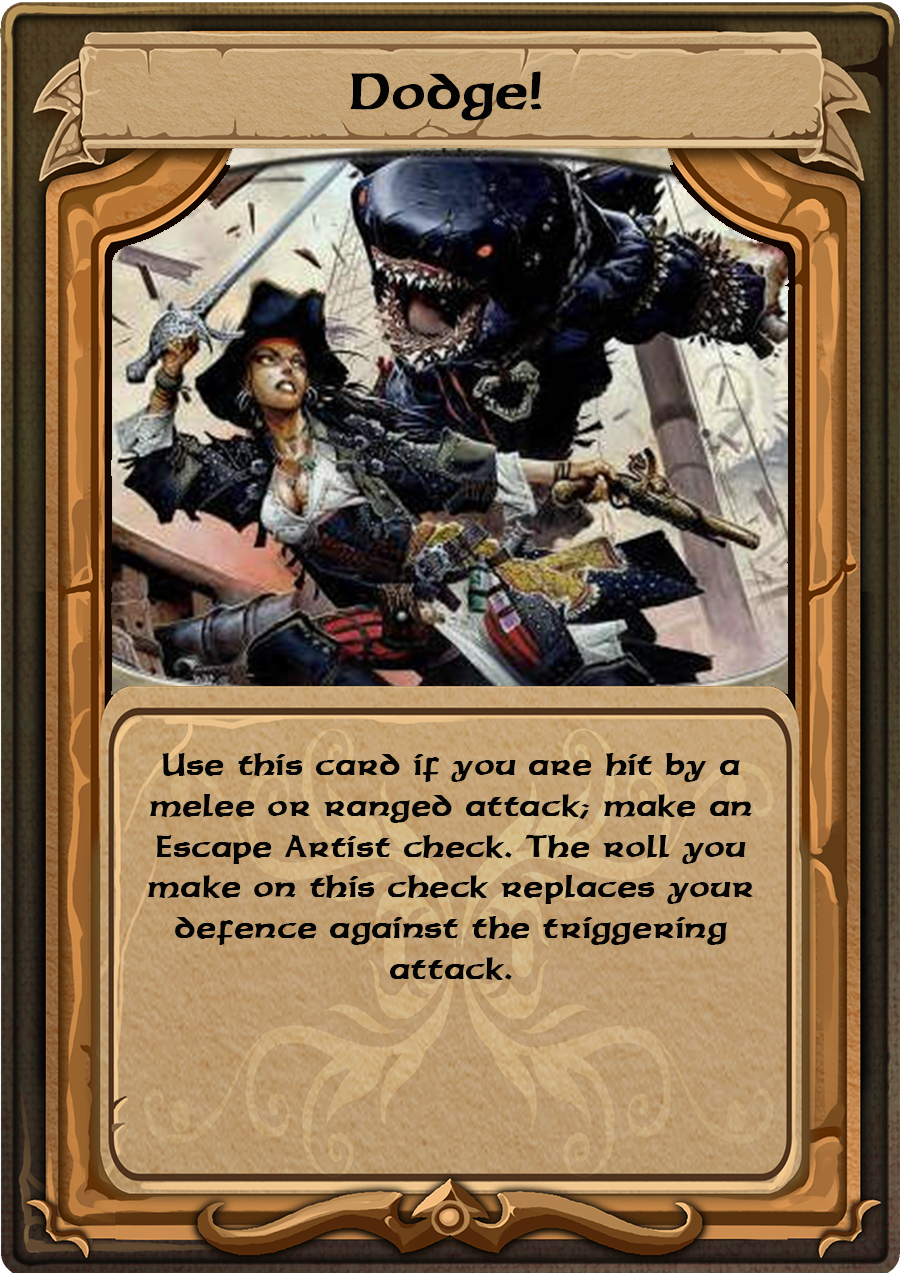 Dodge!
Use this card if you are hit by a
melee or ranged attack; make an
Escape Artist check. The roll you
make on this check replaces your
defence against the triggering
attack.